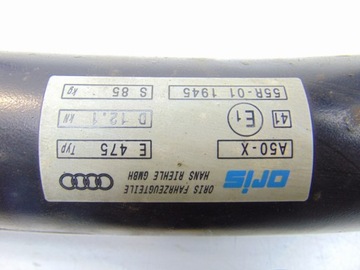 ORIS FAHRZEUGTEILE
HANS RIEHLE GMBH
oris
A50-X
E 475 Typ
41 E1
D 12,1 kN
55R-01 1945
S 85 kg